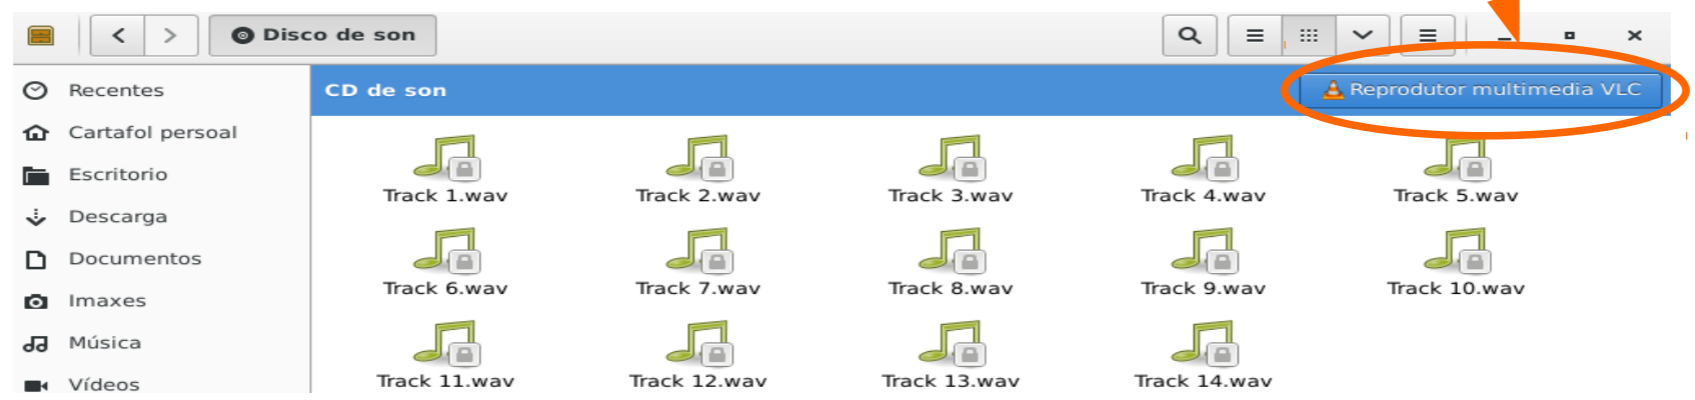 Disco de son
Recentes
Cartafol persoal
Escritorio
Descarga
Documentos
Imaxes
Música
Vídeos
CD de son
Reprodutor multimedia VLC
Track 1.wav
Track 2.wav
Track 3.wav
Track 4.wav
Track 5.wav
Track 6.wav
Track 7.wav
Track 8.wav
Track 9.wav
Track 10.wav
Track 11.wav
Track 12.wav
Track 13.wav
Track 14.wav